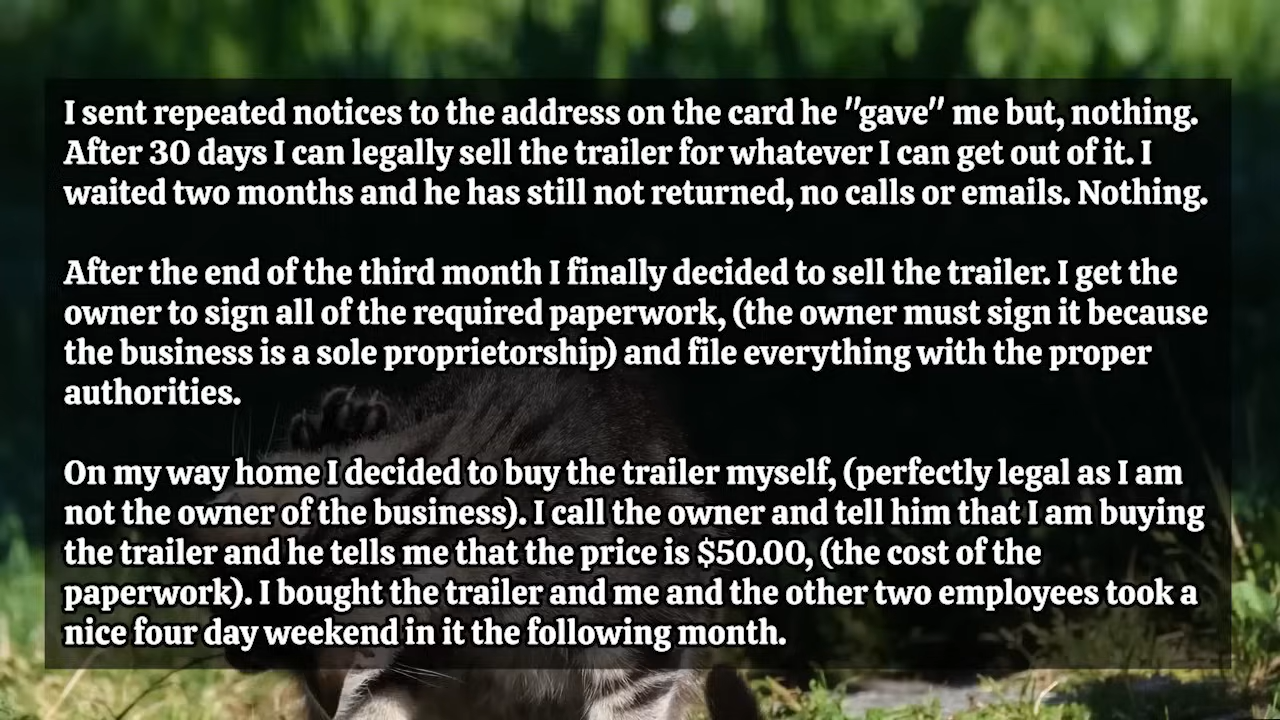 I sent repeated notices to the address on the card he "gave" me but, nothing.
After 30 days I can legally sell the trailer for whatever I can get out of it. I
waited two months and he has still not returned, no calls or emails. Nothing.
After the end of the third month I finally decided to sell the trailer. I get the
owner to sign all of the required paperwork, (the owner must sign it because
the business is a sole proprietorship) and file everything with the proper
authorities.
On my way home I decided to buy the trailer myself, (perfectly legal as I am
not the owner of the business). I call the owner and tell him that I am buying
the trailer and he tells me that the price is $50.00, (the cost of the
paperwork). I bought the trailer and me and the other two employees took a
nice four day weekend in it the following month.